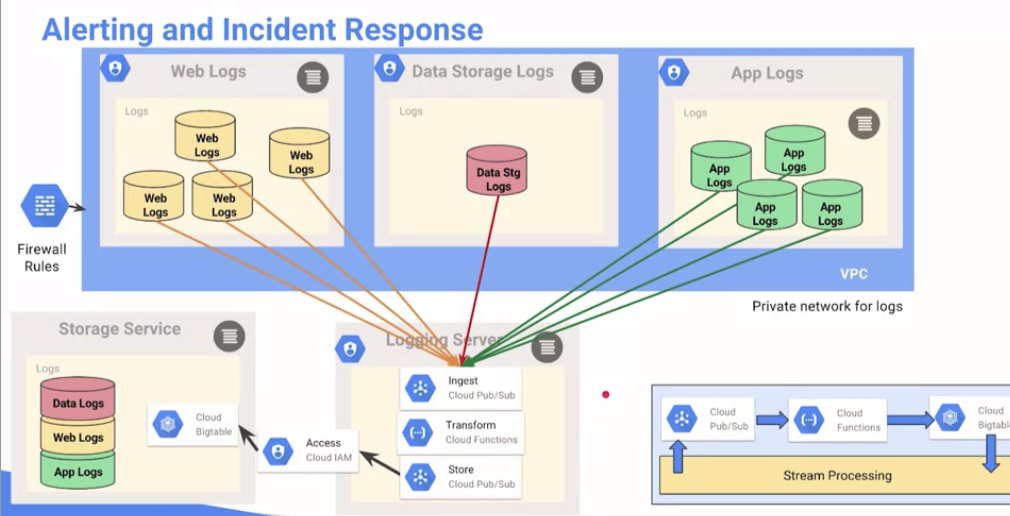 Alerting and Incident Response
Web Logs
Data Storage Logs
App Logs
Logs
Logs
Logs
Web
Logs
Web
Logs
Web
Logs
Web
Logs
Data Stg
Logs
App
Logs
App
Logs
App
Logs
App
Logs
Firewall
Rules
VPC
Private network for logs
Storage Service
Logs
Data Logs
Web Logs
App Logs
Cloud
Bigtable
Access
Cloud IAM
Logging Server
Ingest
Cloud Pub/Sub
Transform
Cloud Functions
Store
Cloud Pub/Sub
Cloud
Pub/Sub
Cloud
Functions
Cloud
Bigtable
Stream Processing